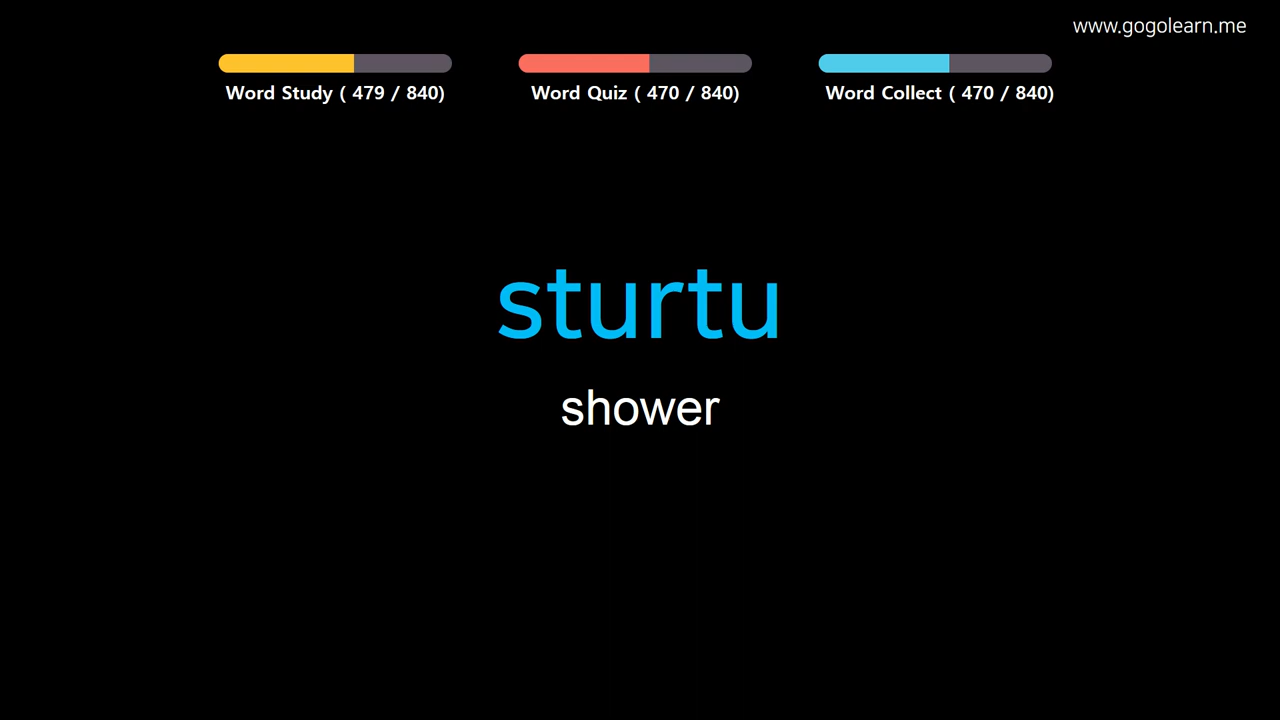 www.gogolearn.me
Word Study ( 479 / 840)
Word Quiz ( 470 / 840)
Word Collect ( 470 / 840)
sturtu
shower